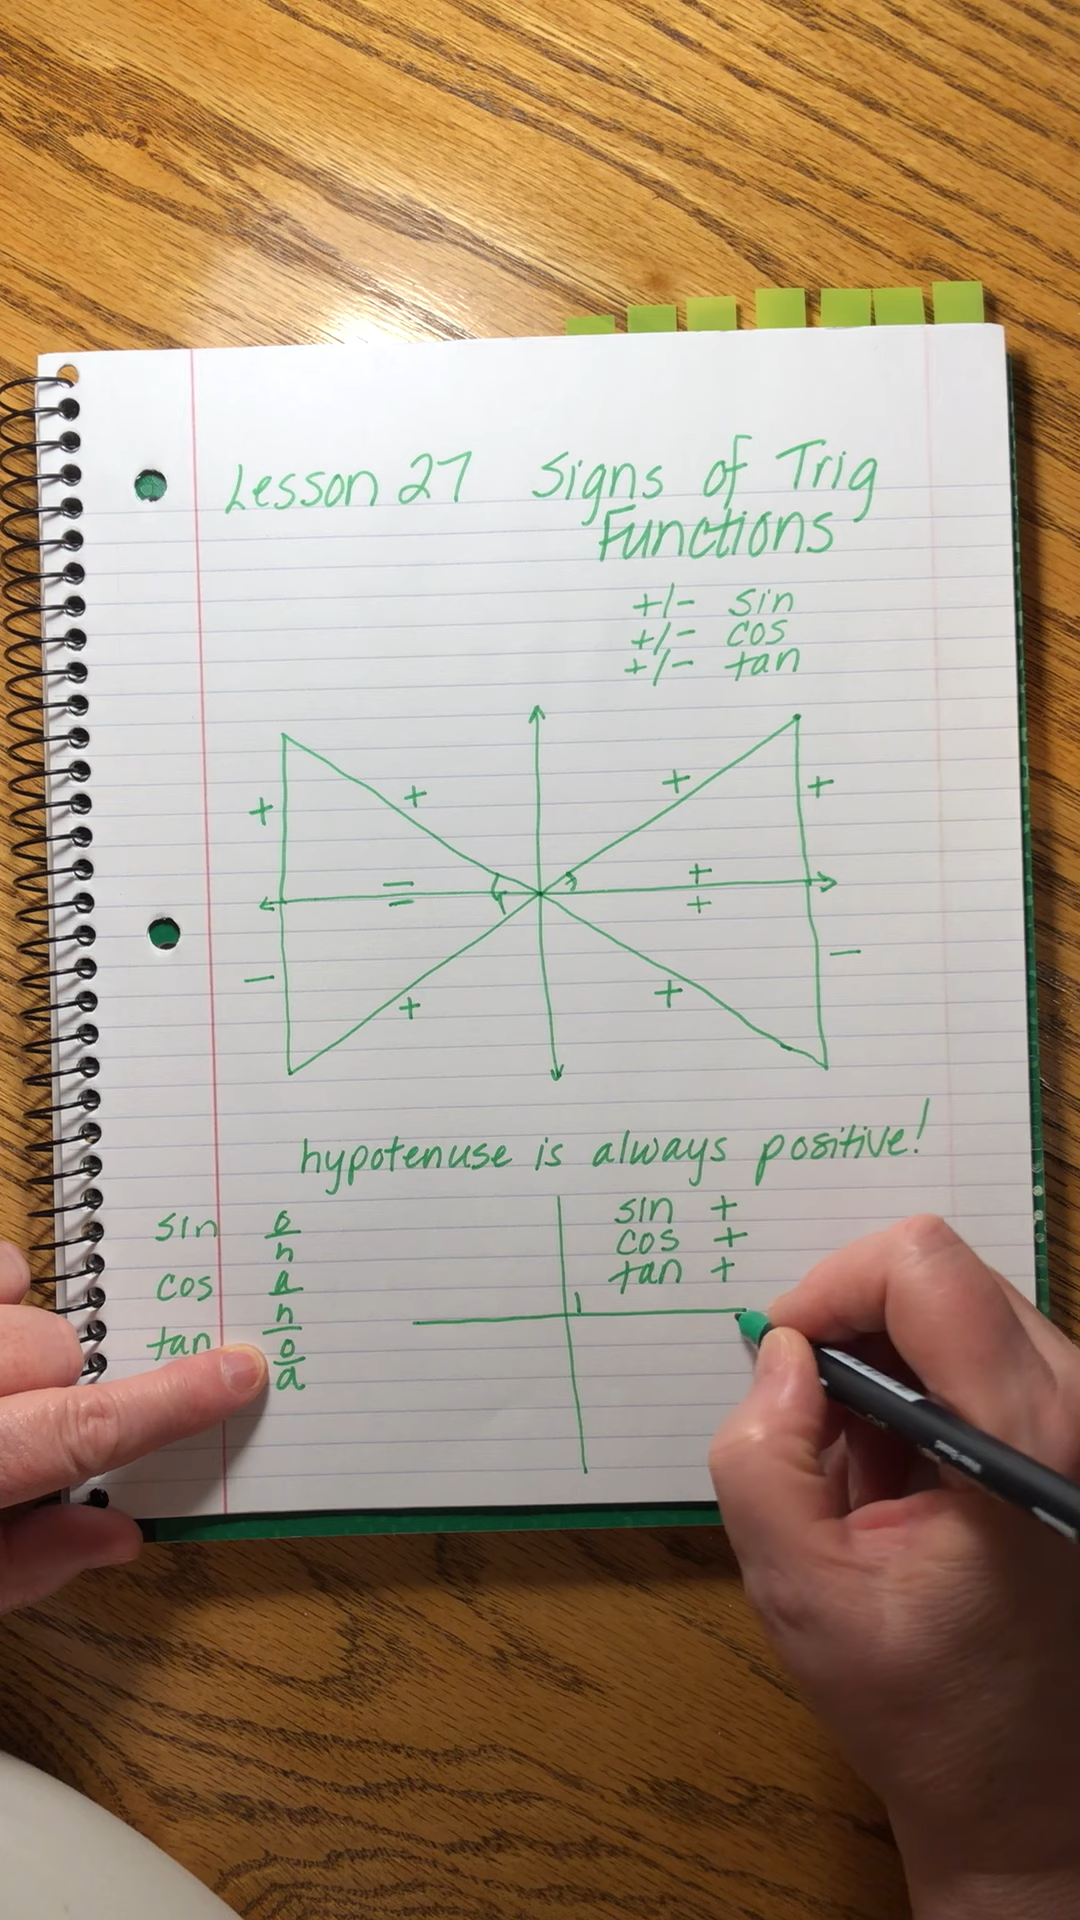 Lesson 27 Signs of Trig
Functions
+/- sin
+/- cos
+/- tan
+ + + +
= +
+
- + + -
hypotenuse is always positive!
sin o/h
cos a/h
tan o/a
sin +
cos +
tan +
1